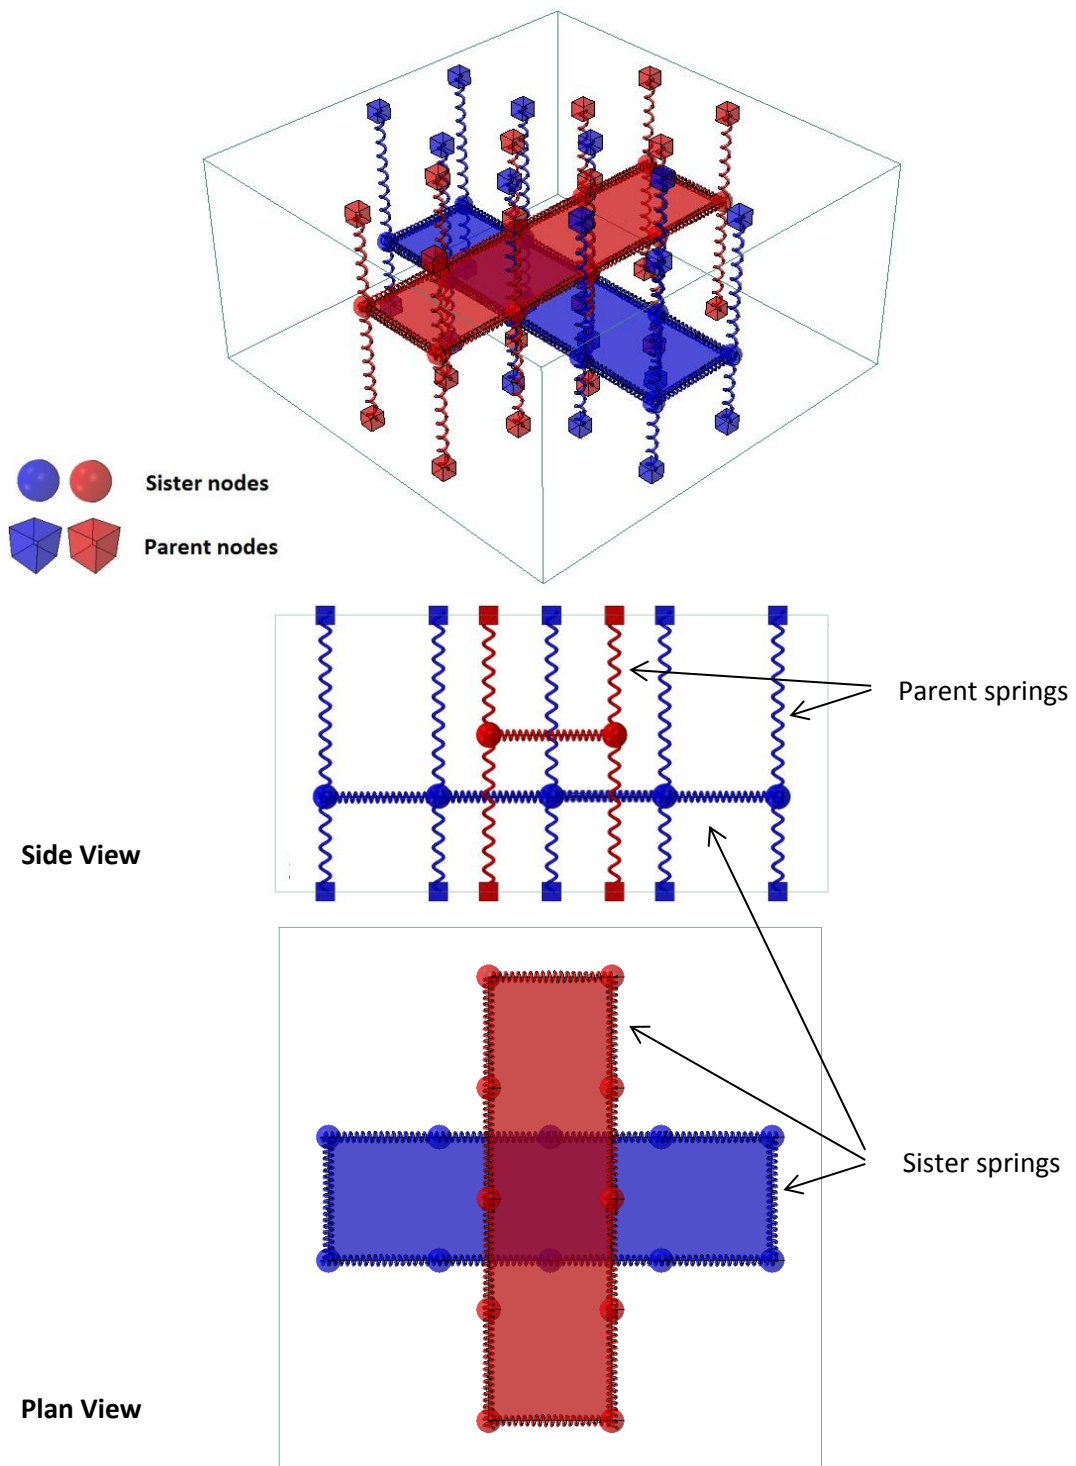 Sister nodes
Parent nodes
Parent springs
Side View
Sister springs
Plan View